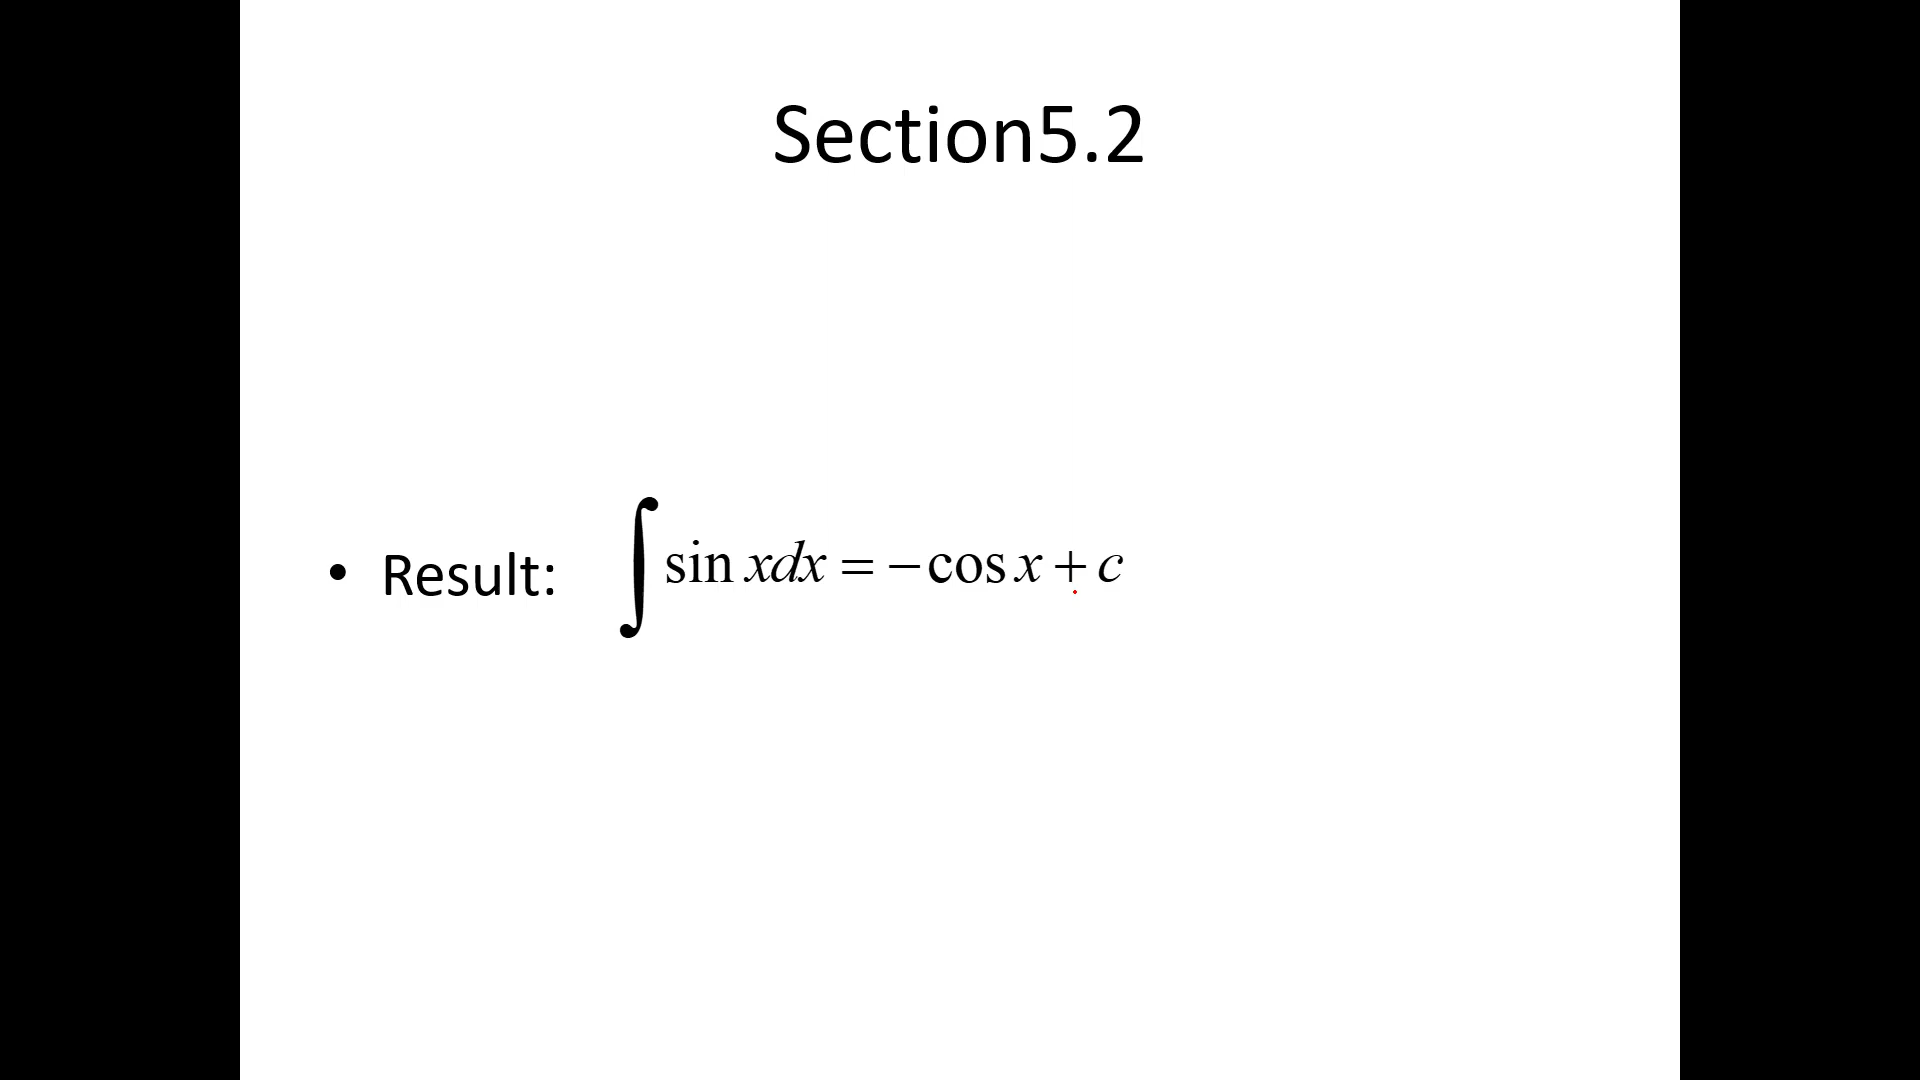 Section5.2
• Result: ∫ sin xdx = −cos x + c